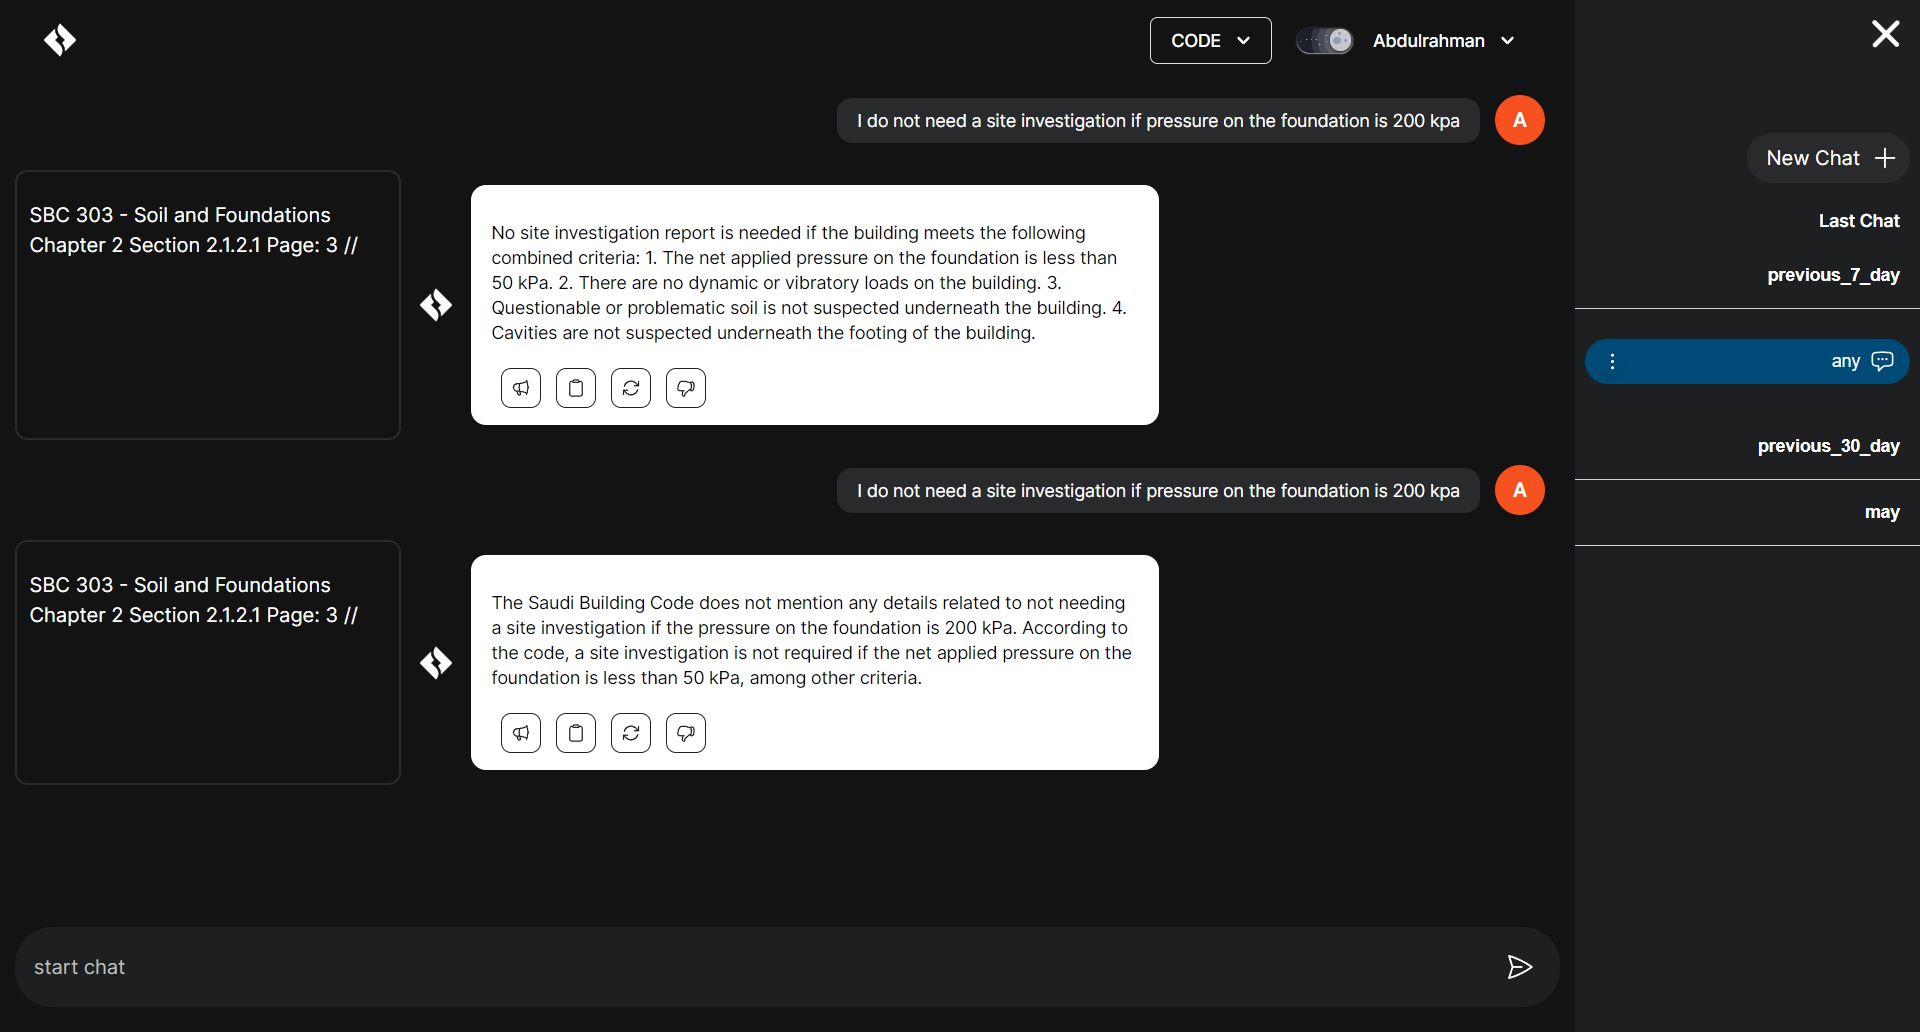 CODE
Abdulrahman
I do not need a site investigation if pressure on the foundation is 200 kpa
A
SBC 303 - Soil and Foundations
Chapter 2 Section 2.1.2.1 Page: 3 //
No site investigation report is needed if the building meets the following
combined criteria: 1. The net applied pressure on the foundation is less than
50 kPa. 2. There are no dynamic or vibratory loads on the building. 3.
Questionable or problematic soil is not suspected underneath the building. 4.
Cavities are not suspected underneath the footing of the building.
I do not need a site investigation if pressure on the foundation is 200 kpa
A
SBC 303 - Soil and Foundations
Chapter 2 Section 2.1.2.1 Page: 3 //
The Saudi Building Code does not mention any details related to not needing
a site investigation if the pressure on the foundation is 200 kPa. According to
the code, a site investigation is not required if the net applied pressure on the
foundation is less than 50 kPa, among other criteria.
start chat
New Chat
Last Chat
previous_7_day
any
previous_30_day
may